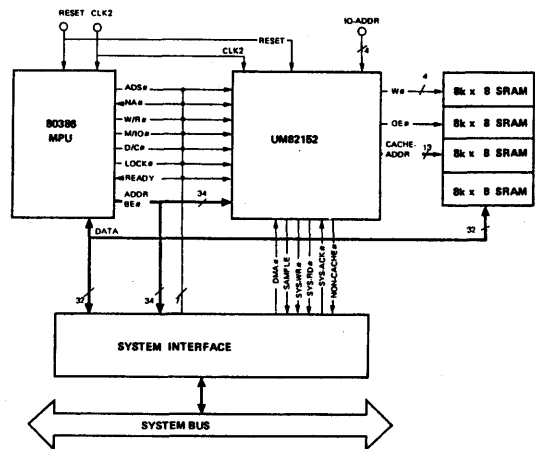 RESET CLK2
IO-ADDR
RESET
4
CLK2
ADS#
NA#
W/R#
M/IO#
D/C#
LOCK#
READY
ADDR
BE#
34
80386
MPU
UM82152
W#
4
OE#
CACHE-
ADDR
13
8k x 8 SRAM
8k x 8 SRAM
8k x 8 SRAM
8k x 8 SRAM
DATA
32
DMA#
SAMPLE
SYS-WR#
SYS-RD#
SYS-ACK#
NON-CACHE#
32
34
7
SYSTEM INTERFACE
SYSTEM BUS